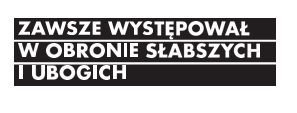 ZAWSZE WYSTĘPOWAŁ
W OBRONIE SŁABSZYCH
I UBOGICH